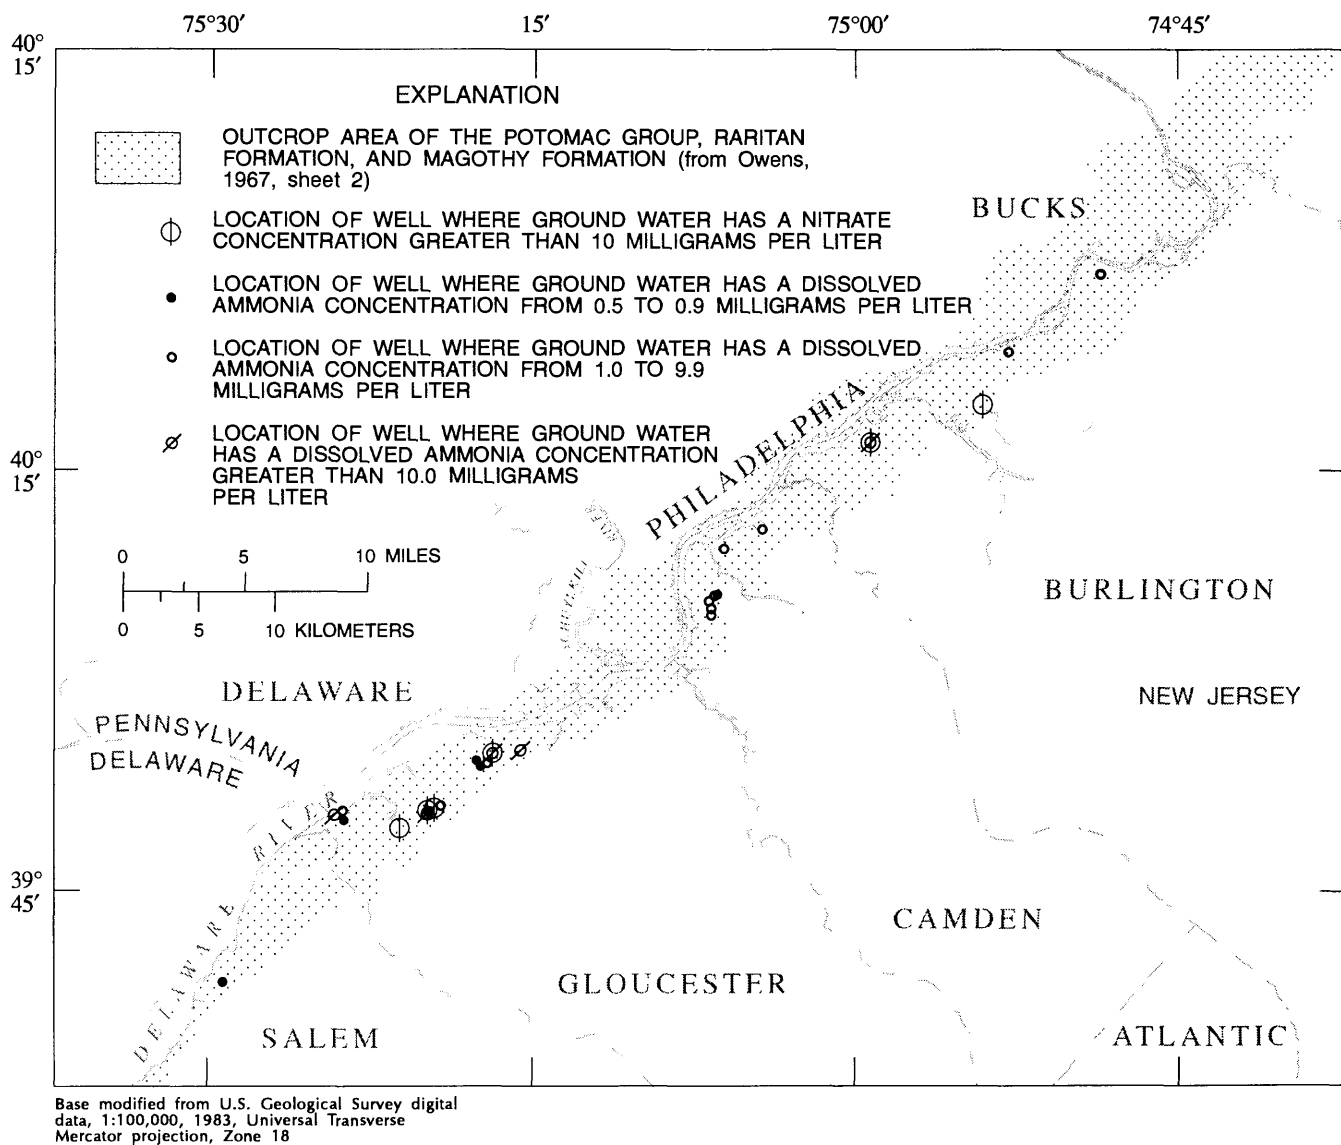 75°30′ 15′ 75°00′ 74°45′
40°
15′
EXPLANATION
OUTCROP AREA OF THE POTOMAC GROUP, RARITAN
FORMATION, AND MAGOTHY FORMATION (from Owens,
1967, sheet 2)
LOCATION OF WELL WHERE GROUND WATER HAS A NITRATE
CONCENTRATION GREATER THAN 10 MILLIGRAMS PER LITER
LOCATION OF WELL WHERE GROUND WATER HAS A DISSOLVED
AMMONIA CONCENTRATION FROM 0.5 TO 0.9 MILLIGRAMS PER LITER
LOCATION OF WELL WHERE GROUND WATER HAS A DISSOLVED
AMMONIA CONCENTRATION FROM 1.0 TO 9.9
MILLIGRAMS PER LITER
LOCATION OF WELL WHERE GROUND WATER
HAS A DISSOLVED AMMONIA CONCENTRATION
GREATER THAN 10.0 MILLIGRAMS
PER LITER
BUCKS
PHILADELPHIA
40°
15′
0 5 10 MILES
0 5 10 KILOMETERS
RIVER
BURLINGTON
NEW JERSEY
DELAWARE
PENNSYLVANIA
DELAWARE
DELAWARE RIVER
39°
45′
CAMDEN
GLOUCESTER
SALEM
ATLANTIC
Base modified from U.S. Geological Survey digital
data, 1:100,000, 1983, Universal Transverse
Mercator projection, Zone 18